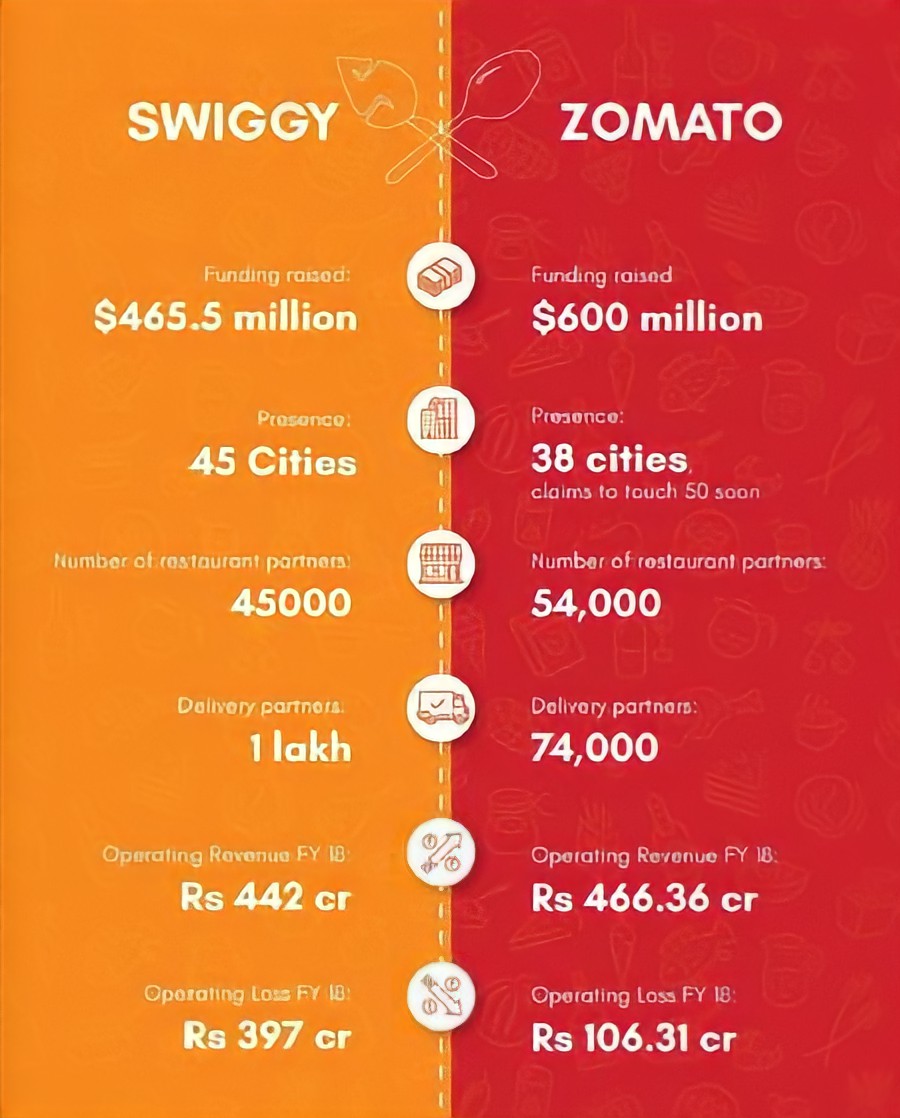 SWIGGY
Funding raised:
$465.5 million
Presence:
45 Cities
Number of restaurant partners:
45000
Delivery partners:
1 lakh
Operating Revenue FY 18:
Rs 442 cr
Operating Loss FY 18:
Rs 397 cr
ZOMATO
Funding raised
$600 million
Presence:
38 cities,
claims to touch 50 soon
Number of restaurant partners:
54,000
Delivery partners:
74,000
Operating Revenue FY 18:
Rs 466.36 cr
Operating Loss FY 18:
Rs 106.31 cr